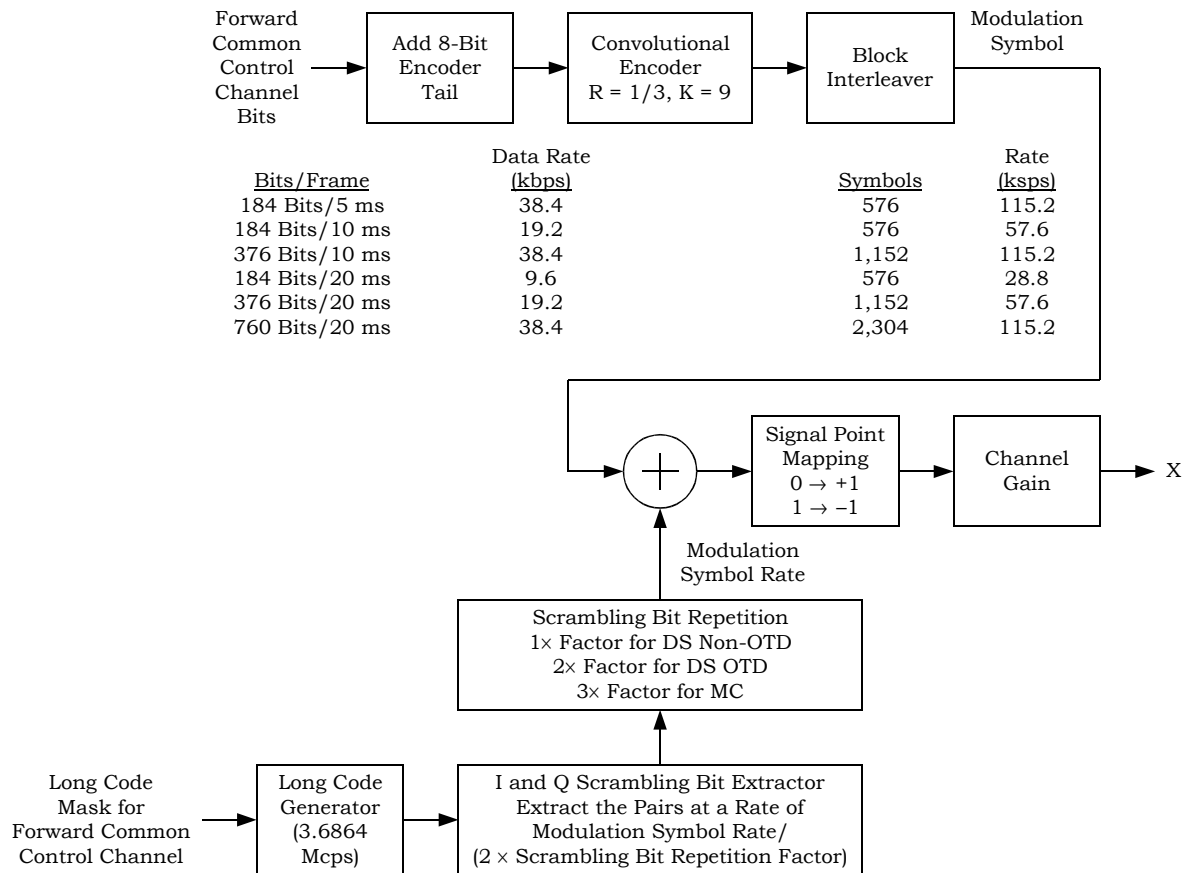 Forward
Common
Control
Channel
Bits
Add 8-Bit
Encoder
Tail
Convolutional
Encoder
R = 1/3, K = 9
Block
Interleaver
Modulation
Symbol
Bits/Frame Data Rate (kbps) Symbols Rate (ksps)
184 Bits/5 ms 38.4 576 115.2
184 Bits/10 ms 19.2 576 57.6
376 Bits/10 ms 38.4 1,152 115.2
184 Bits/20 ms 9.6 576 28.8
376 Bits/20 ms 19.2 1,152 57.6
760 Bits/20 ms 38.4 2,304 115.2
Signal Point
Mapping
0 → +1
1 → –1
Channel
Gain
X
Modulation
Symbol Rate
Scrambling Bit Repetition
1× Factor for DS Non-OTD
2× Factor for DS OTD
3× Factor for MC
Long Code
Mask for
Forward Common
Control Channel
Long Code
Generator
(3.6864
Mcps)
I and Q Scrambling Bit Extractor
Extract the Pairs at a Rate of
Modulation Symbol Rate/
(2 × Scrambling Bit Repetition Factor)